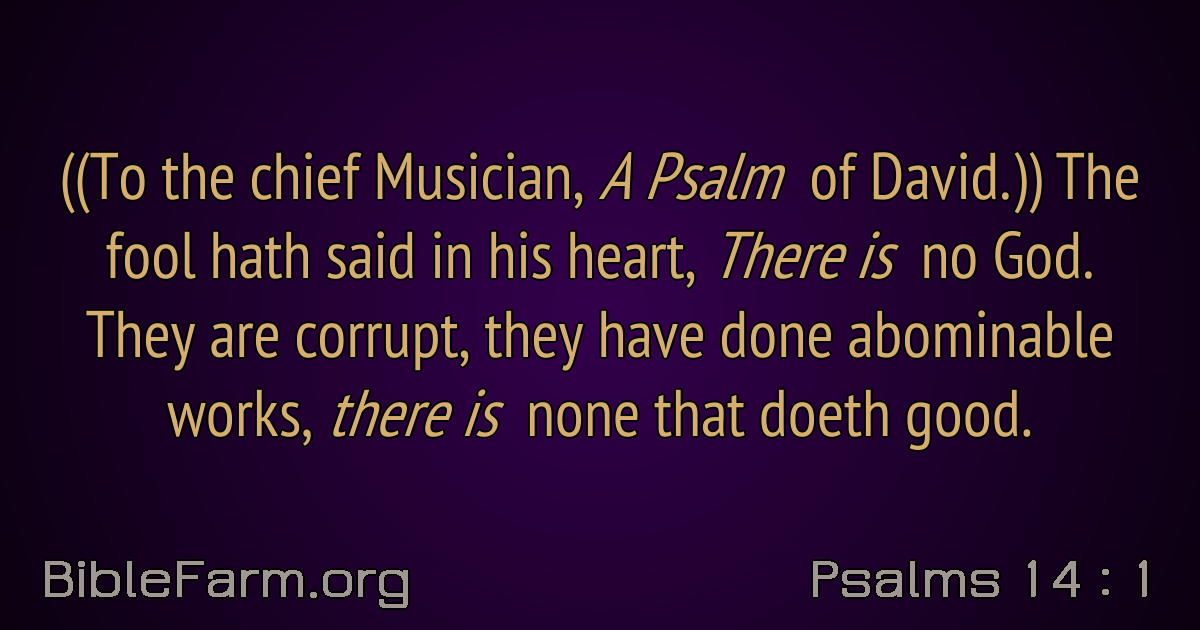 ((To the chief Musician, A Psalm of David.)) The
fool hath said in his heart, There is no God.
They are corrupt, they have done abominable
works, there is none that doeth good.
BibleFarm.org
Psalms 14 : 1